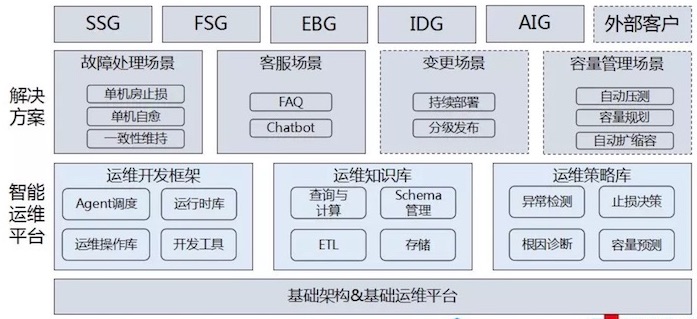 SSG FSG EBG IDG AIG 外部客户
解决
方案
故障处理场景
单机房止损
单机自愈
一致性维持
客服场景
FAQ
Chatbot
变更场景
持续部署
分级发布
容量管理场景
自动压测
容量规划
自动扩缩容
智能
运维
平台
运维开发框架
Agent调度 运行时库
运维操作库 开发工具
运维知识库
查询与
计算
Schema
管理
ETL 存储
运维策略库
异常检测 止损决策
根因诊断 容量预测
基础架构&基础运维平台